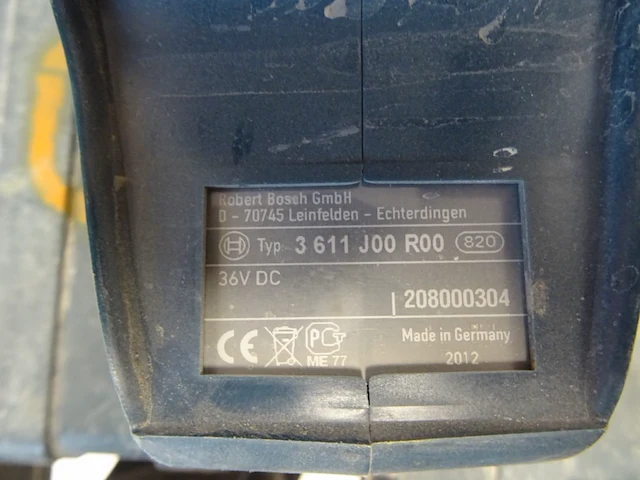 Robert Bosch GmbH
D - 70745 Leinfelden - Echterdingen
Typ 3 611 J00 R00 820
36V DC
208000304
CE PG Made in Germany
ME 77 2012